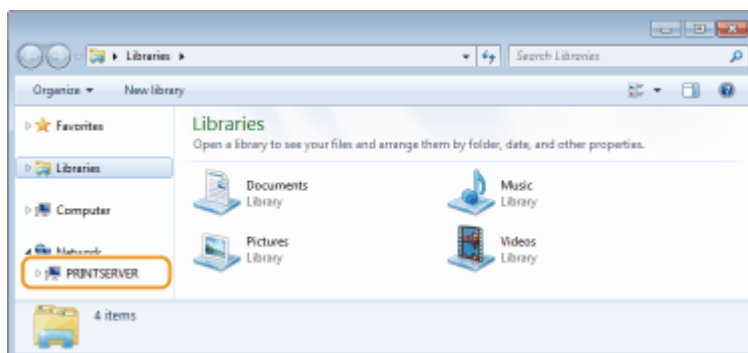 Libraries
Search Libraries
Organize
New library
Favorites
Libraries
Computer
Network
PRINTSERVER
Libraries
Open a library to see your files and arrange them by folder, date, and other properties.
Documents
Library
Music
Library
Pictures
Library
Videos
Library
4 items